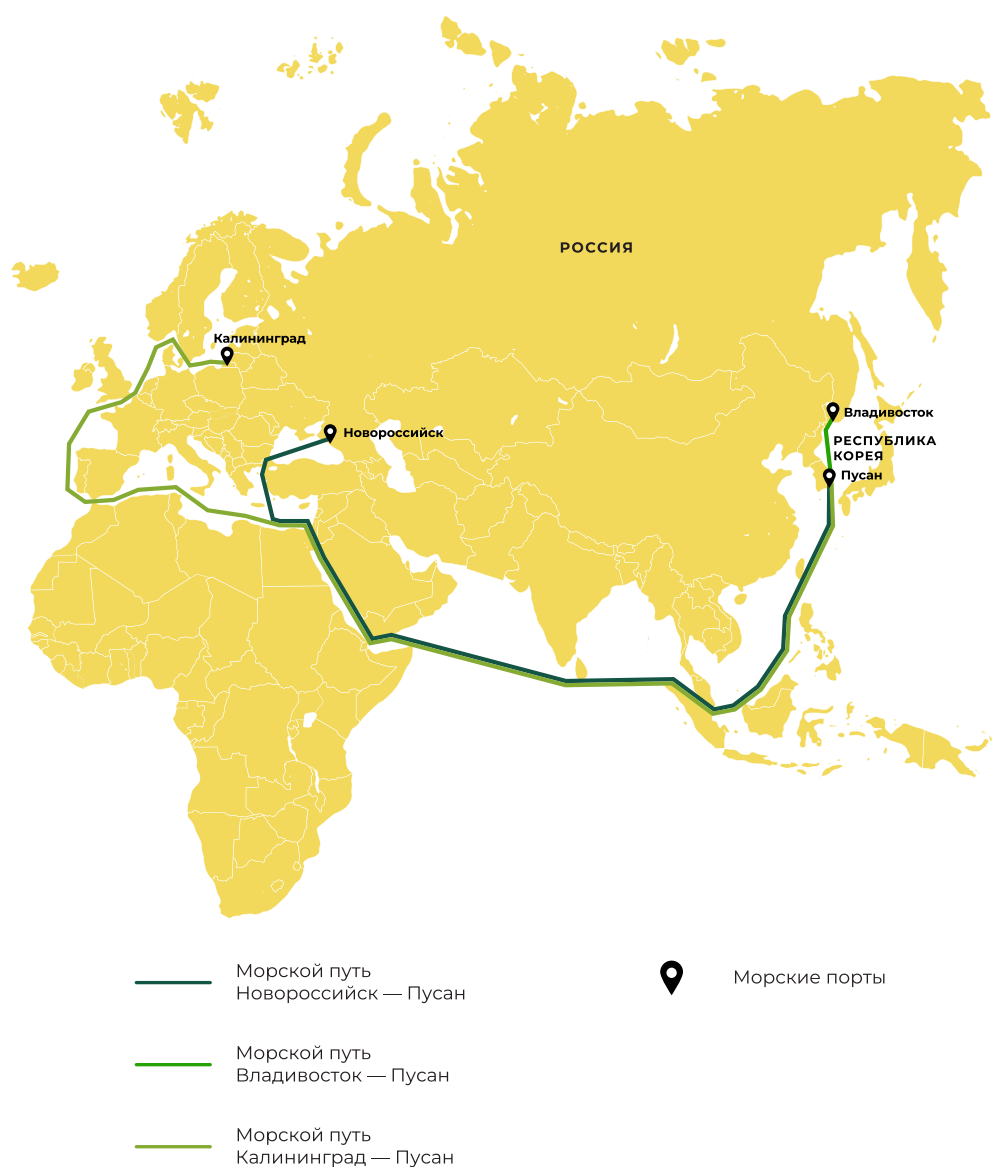 РОССИЯ
Калининград
Новороссийск
Владивосток
РЕСПУБЛИКА
КОРЕЯ
Пусан
Морской путь
Новороссийск — Пусан
Морские порты
Морской путь
Владивосток — Пусан
Морской путь
Калининград — Пусан